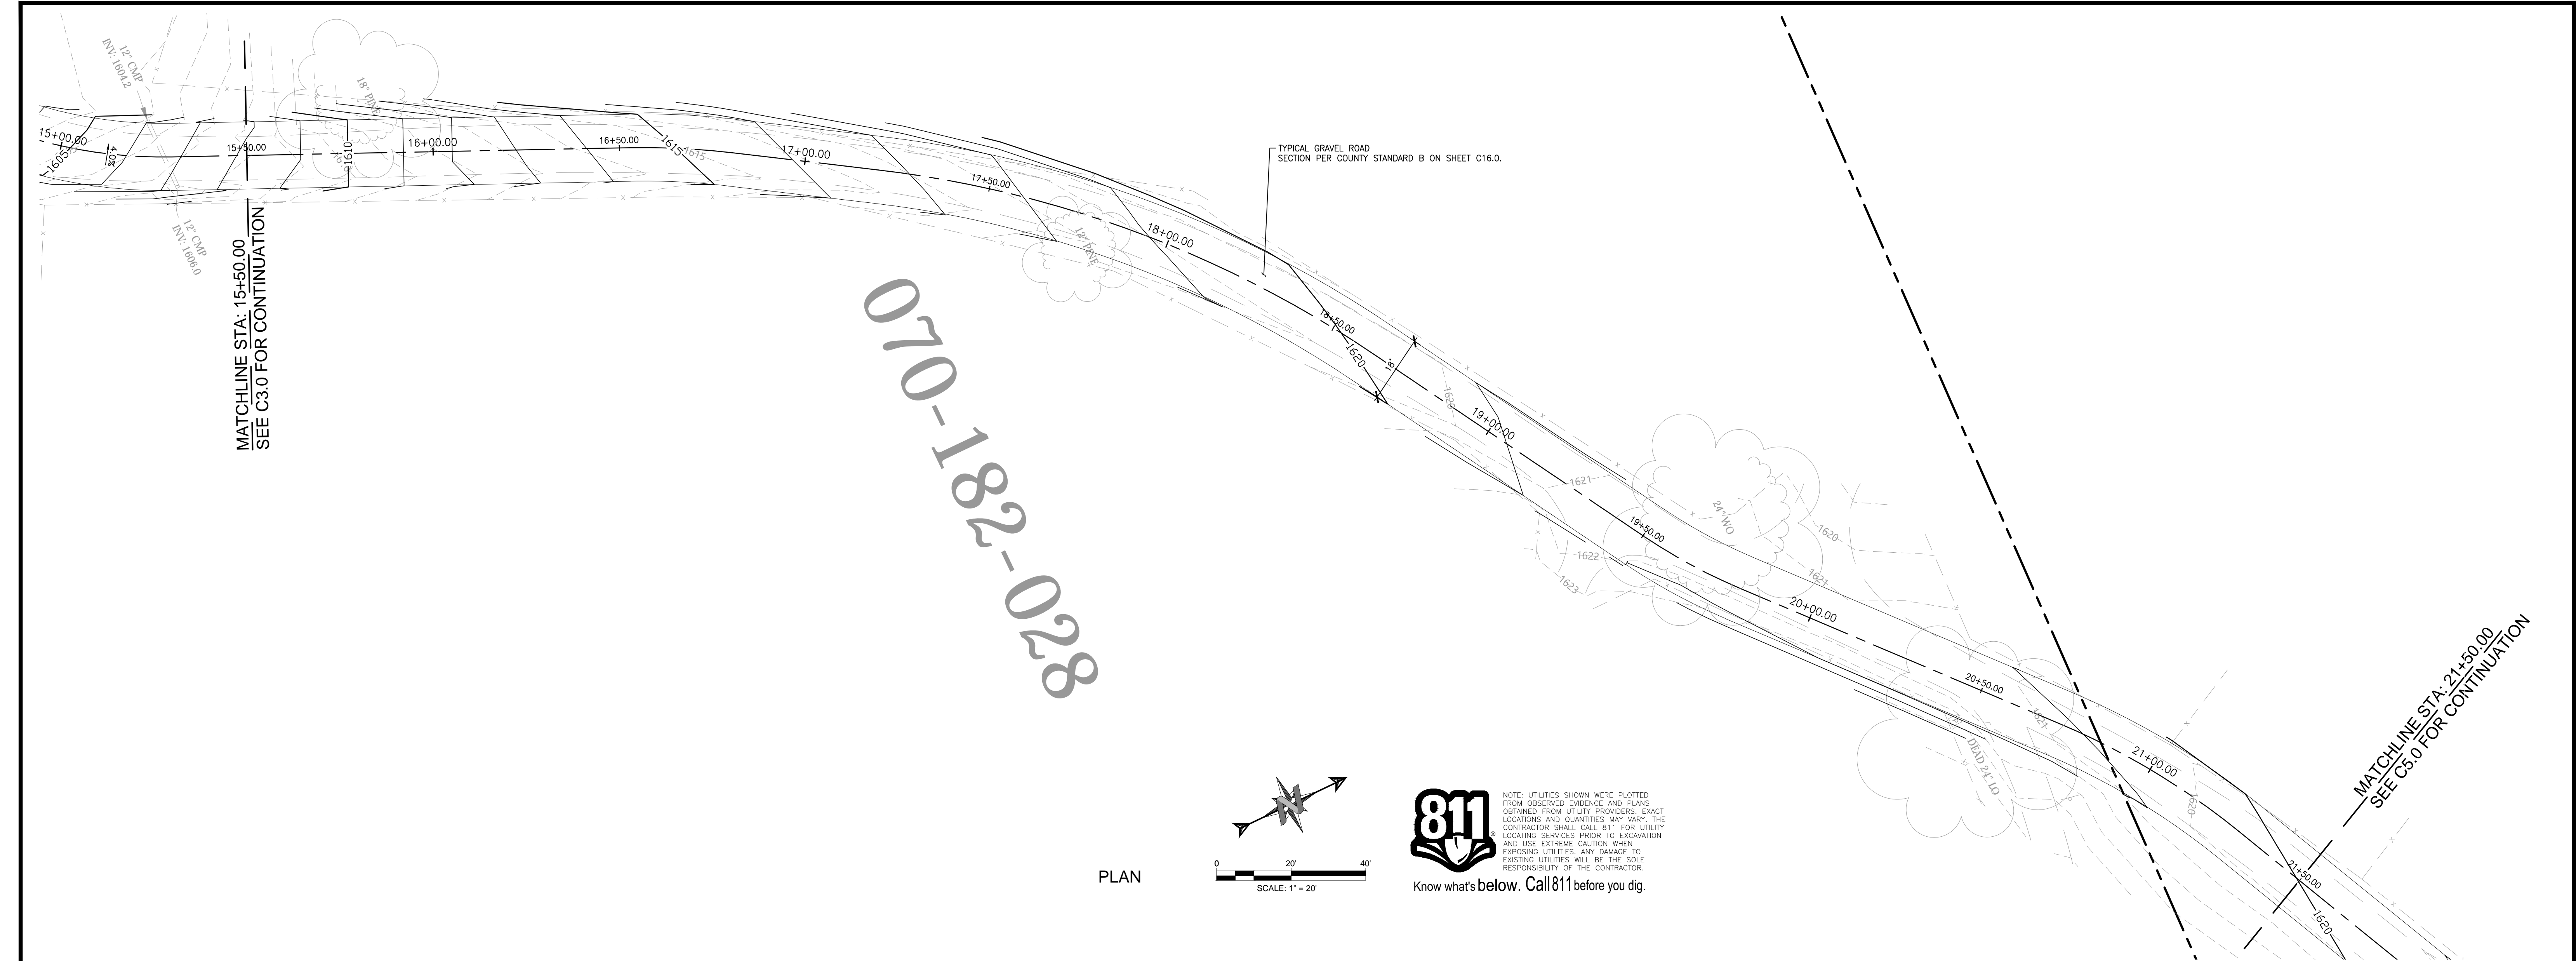 12" CMP
INV: 1604.2
18" PINE
15+00.00
1605
4.0%
15+50.00
1610
16+00.00
16+50.00
1615
1615
17+00.00
17+50.00
12" CMP
INV: 1606.0
MATCHLINE STA: 15+50.00
SEE C3.0 FOR CONTINUATION
TYPICAL GRAVEL ROAD
SECTION PER COUNTY STANDARD B ON SHEET C16.0.
12" PINE
18+00.00
070-182-028
18+50.00
1620
18'
1620
19+00.00
1621
24" WO
19+50.00
1620
1622
1623
1621
20+00.00
20+50.00
1621
DEAD 24" LO
21+00.00
1620
21+50.00
1620
MATCHLINE STA: 21+50.00
SEE C5.0 FOR CONTINUATION
PLAN
N
0 20' 40'
SCALE: 1" = 20'
811
®
NOTE: UTILITIES SHOWN WERE PLOTTED
FROM OBSERVED EVIDENCE AND PLANS
OBTAINED FROM UTILITY PROVIDERS. EXACT
LOCATIONS AND QUANTITIES MAY VARY. THE
CONTRACTOR SHALL CALL 811 FOR UTILITY
LOCATING SERVICES PRIOR TO EXCAVATION
AND USE EXTREME CAUTION WHEN
EXPOSING UTILITIES. ANY DAMAGE TO
EXISTING UTILITIES WILL BE THE SOLE
RESPONSIBILITY OF THE CONTRACTOR.
Know what's below. Call 811 before you dig.